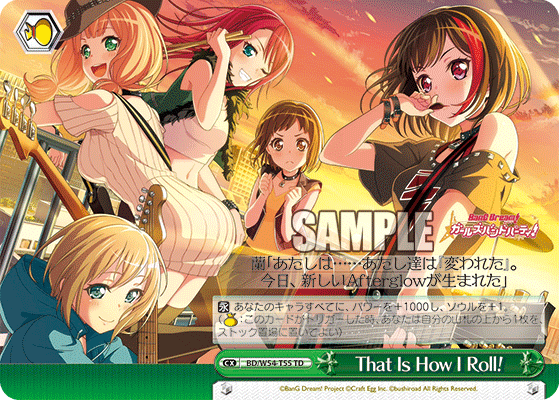 SAMPLE
BanG Dream!
ガールズバンドパーティ!
蘭「あたしは……あたし達は『変われた』。
今日、新しいAfterglowが生まれた」
永 あなたのキャラすべてに、パワーを+1000し、ソウルを+1。
(:このカードがトリガーした時、あなたは自分の山札の上から1枚を、
ストック置場に置いてよい)
CX BD/W54-T55 TD That Is How I Roll!
©BanG Dream! Project ©Craft Egg Inc. ©bushiroad All Rights Reserved.